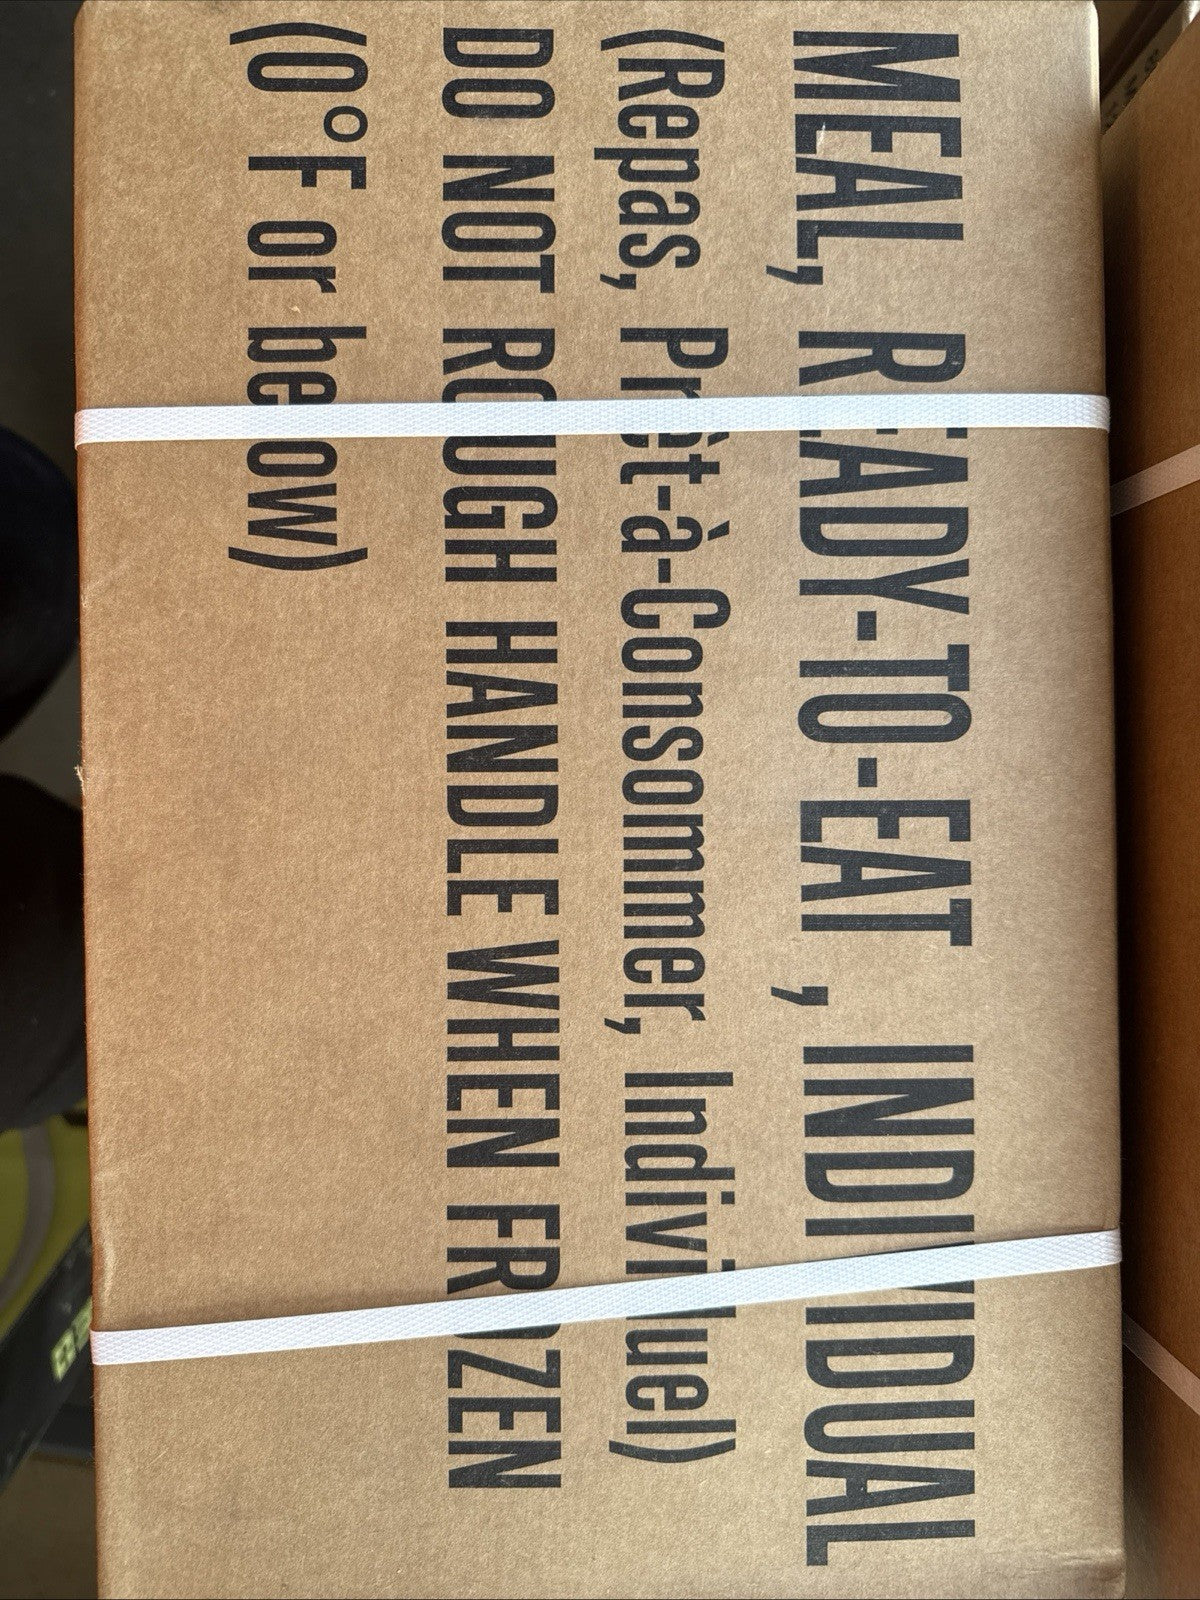 MEAL, READY-TO-EAT , INDIVIDUAL
(Repas, Prêt-à-Consommer, Individuel)
DO NOT ROUGH HANDLE WHEN FROZEN
(0°F or below)